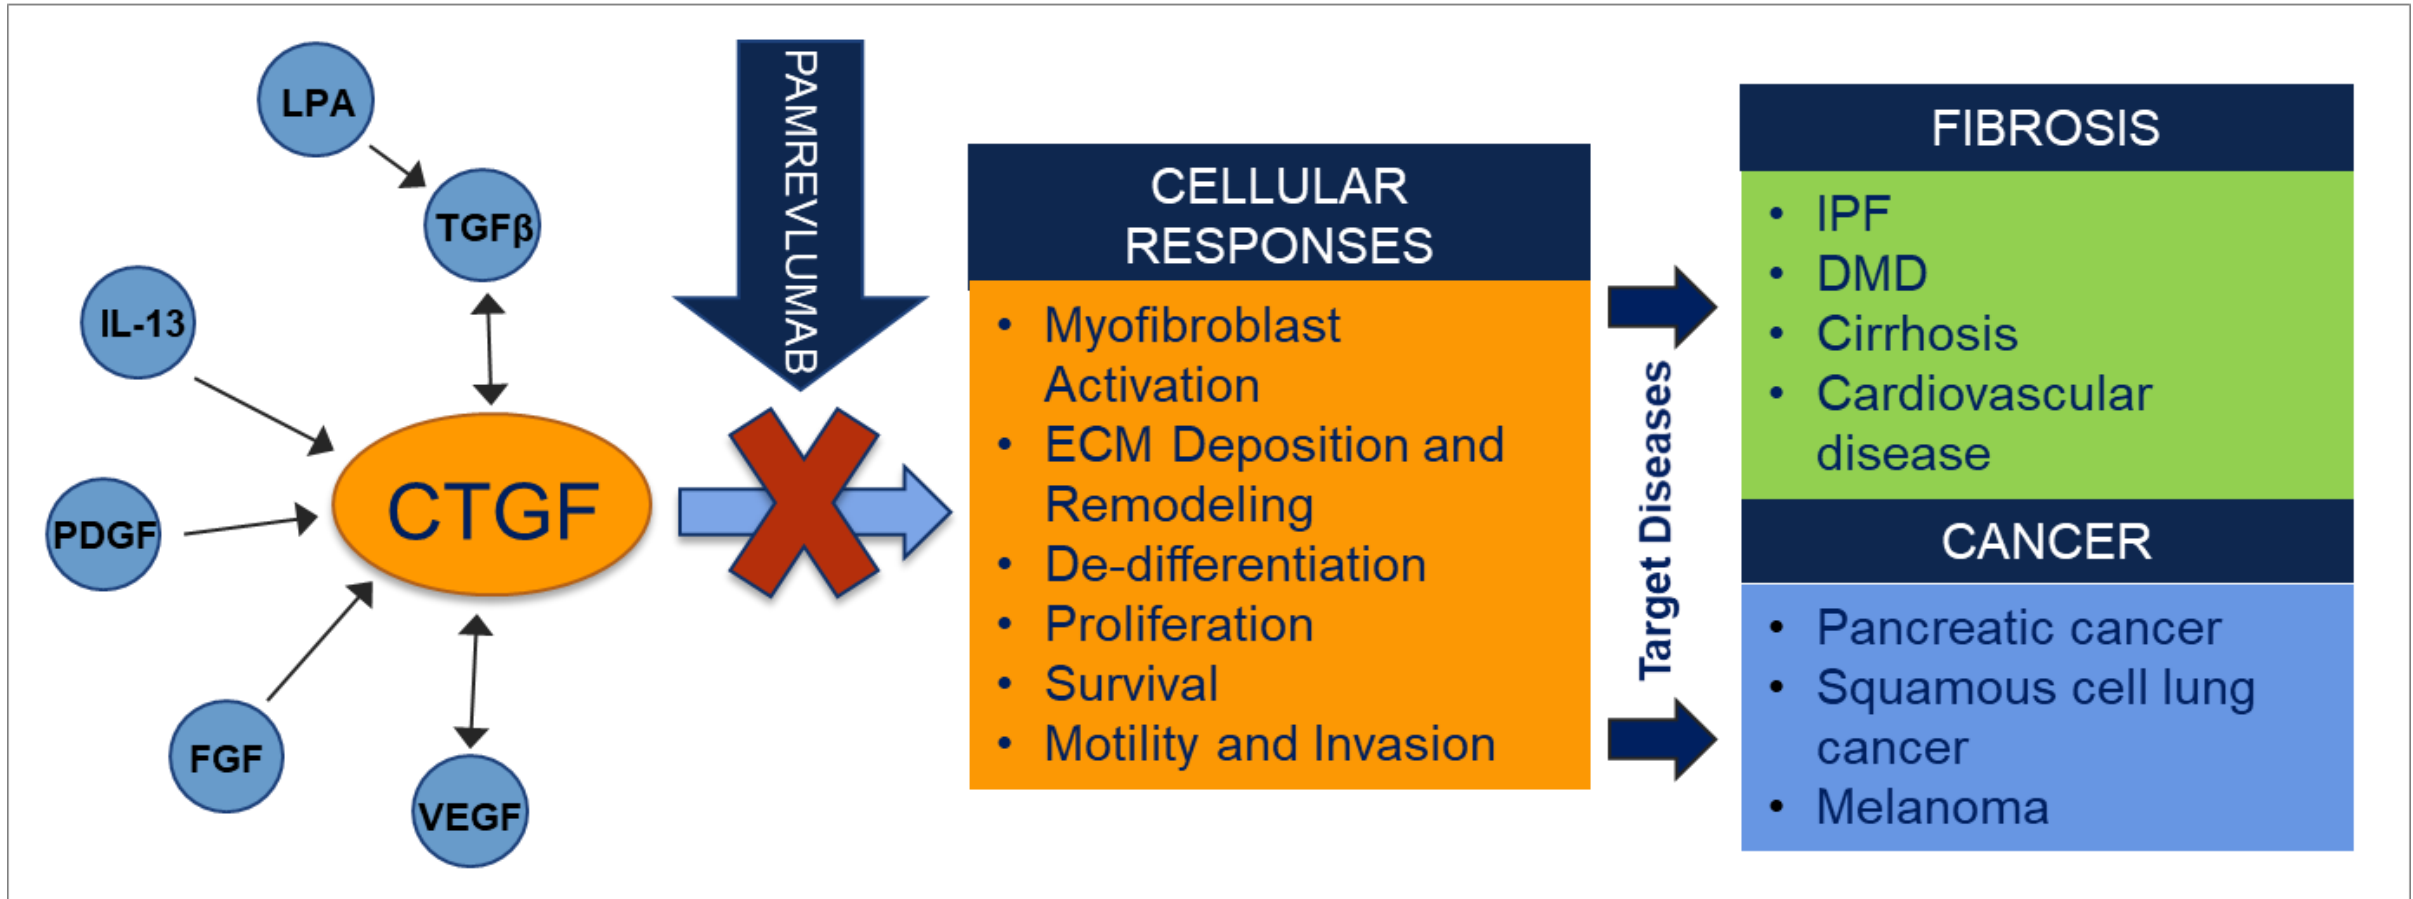 LPA
TGFβ
IL-13
PDGF
FGF
VEGF
CTGF
PAMREVLUMAB
CELLULAR
RESPONSES
• Myofibroblast
Activation
• ECM Deposition and
Remodeling
• De-differentiation
• Proliferation
• Survival
• Motility and Invasion
Target Diseases
FIBROSIS
• IPF
• DMD
• Cirrhosis
• Cardiovascular
disease
CANCER
• Pancreatic cancer
• Squamous cell lung
cancer
• Melanoma